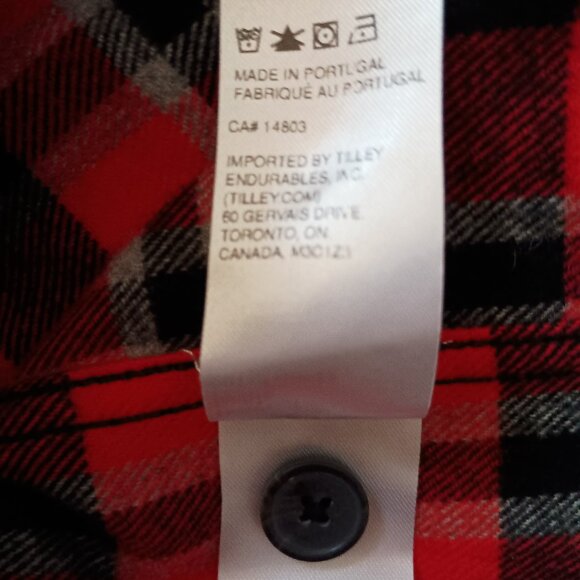 MADE IN PORTUGAL
FABRIQUÉ AU PORTUGAL
CA# 14803
IMPORTED BY TILLEY
ENDURABLES, INC.
(TILLEY.COM)
60 GERVAIS DRIVE
TORONTO, ON.
CANADA, M3C1Z3